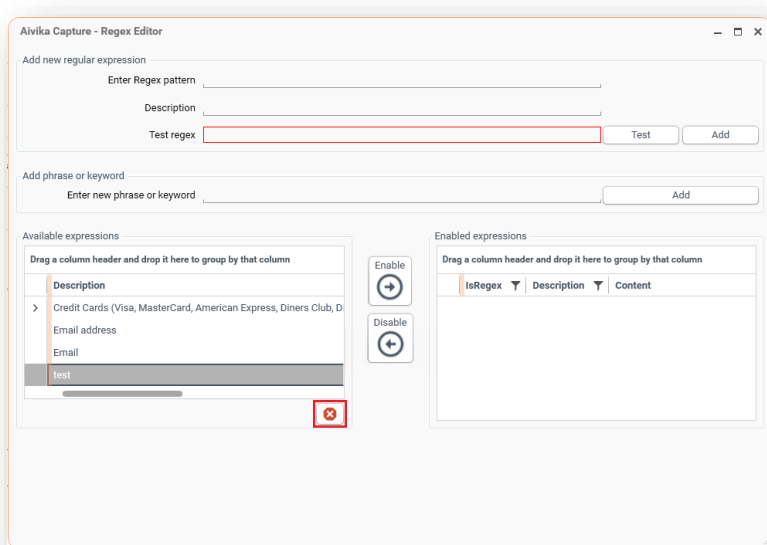 Aivika Capture - Regex Editor
Add new regular expression
Enter Regex pattern
Description
Test regex
Test
Add
Add phrase or keyword
Enter new phrase or keyword
Add
Available expressions
Drag a column header and drop it here to group by that column
Description
Credit Cards (Visa, MasterCard, American Express, Diners Club, D
Email address
Email
test
Enable
Disable
Enabled expressions
Drag a column header and drop it here to group by that column
IsRegex Description Content